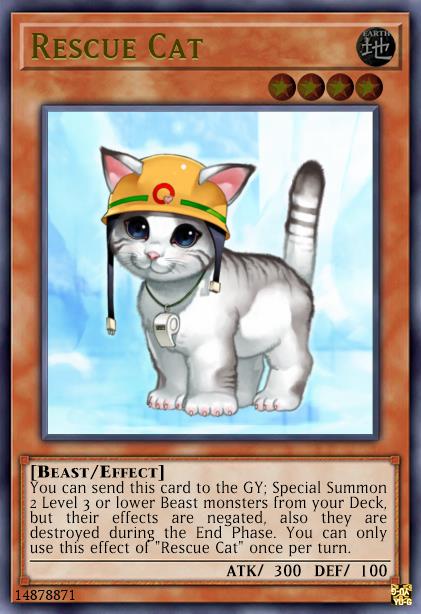 Rescue Cat
EARTH
地
[Beast/Effect]
You can send this card to the GY; Special Summon
2 Level 3 or lower Beast monsters from your Deck,
but their effects are negated, also they are
destroyed during the End Phase. You can only
use this effect of "Rescue Cat" once per turn.
ATK/ 300 DEF/ 100
14878871